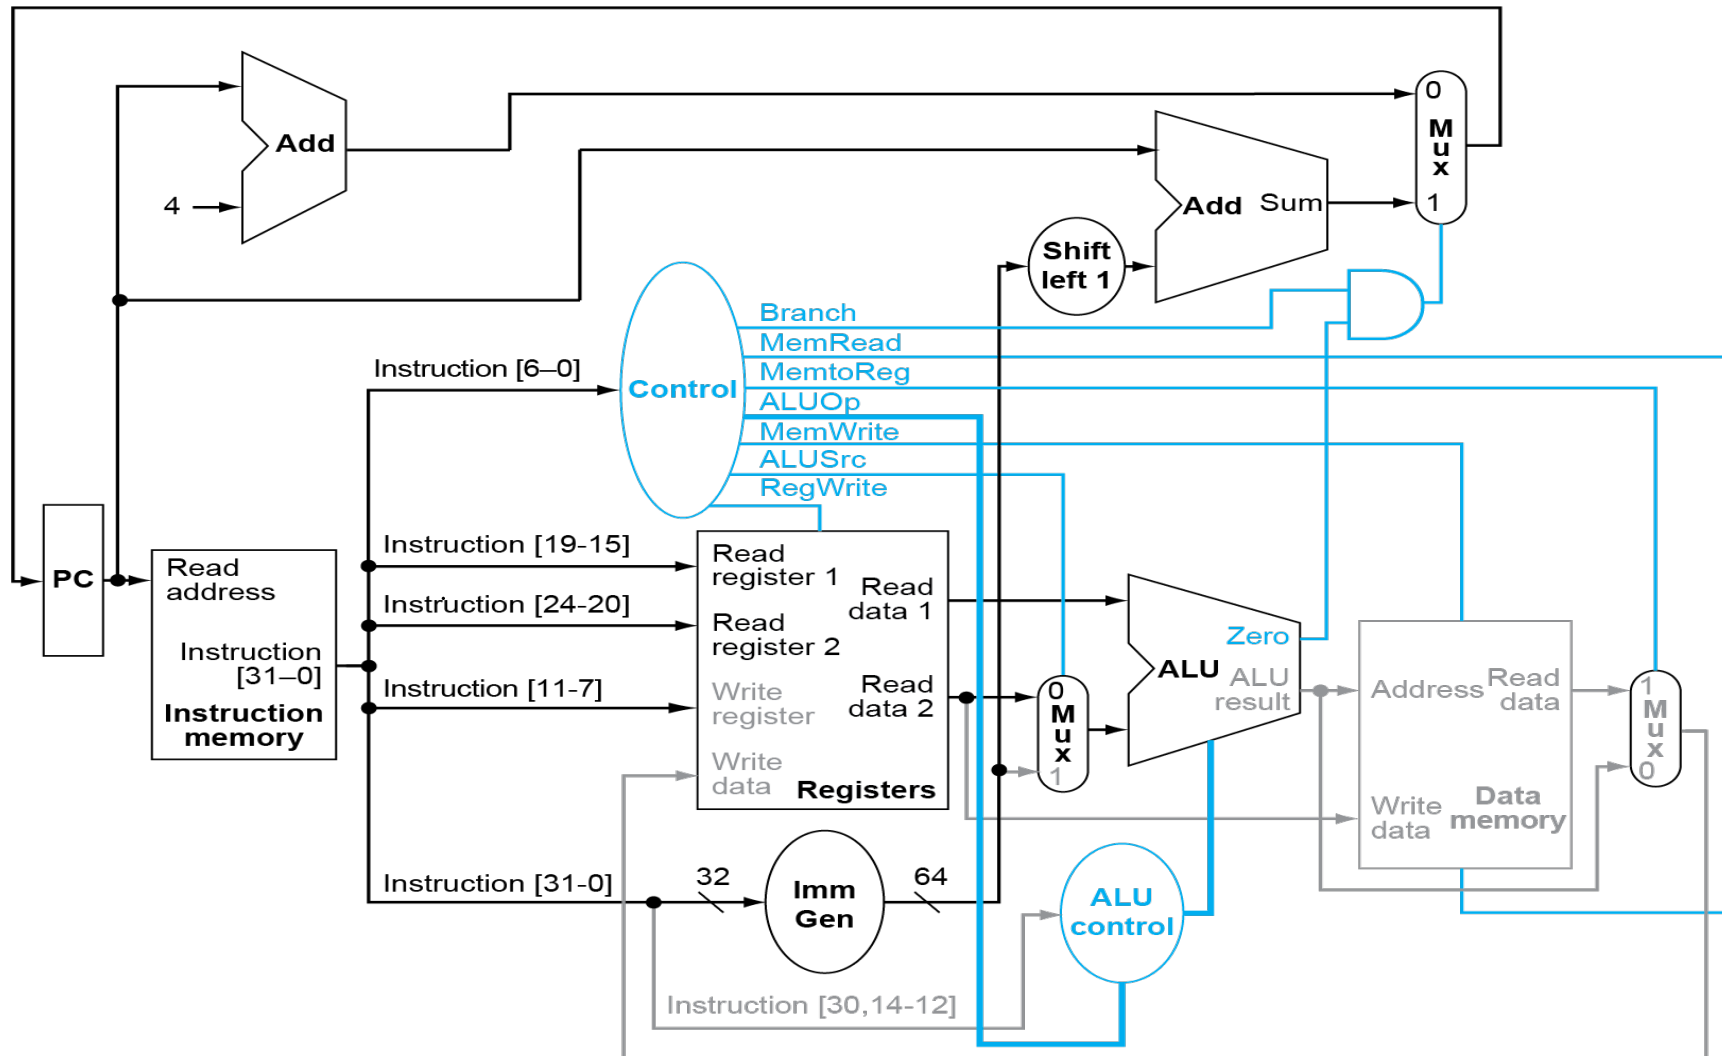 Add
4
0
M
u
x
1
Add Sum
Shift
left 1
Branch
MemRead
MemtoReg
ALUOp
MemWrite
ALUSrc
RegWrite
Control
Instruction [6–0]
PC
Read
address
Instruction
[31–0]
Instruction
memory
Instruction [19-15]
Instruction [24-20]
Instruction [11-7]
Instruction [31-0]
Read
register 1
Read
register 2
Write
register
Write
data
Read
data 1
Read
data 2
Registers
0
M
u
x
1
Zero
ALU
ALU
result
Address
Read
data
Write
data
Data
memory
1
M
u
x
0
32
Imm
Gen
64
ALU
control
Instruction [30,14-12]